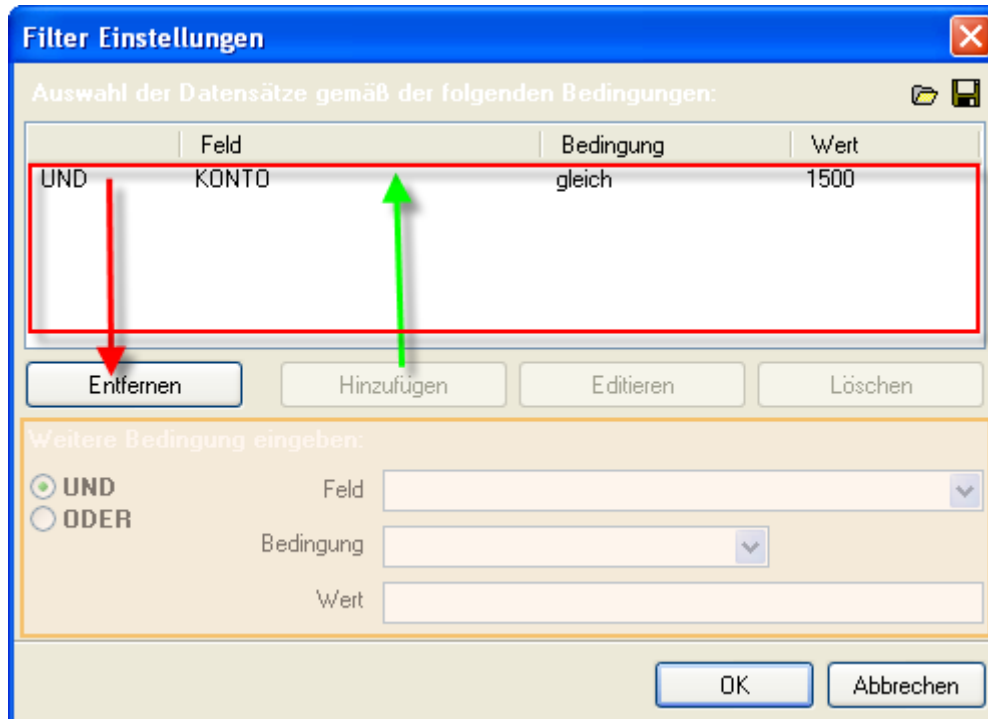 Filter Einstellungen
Auswahl der Datensätze gemäß der folgenden Bedingungen:
Feld Bedingung Wert
UND KONTO gleich 1500
Entfernen Hinzufügen Editieren Löschen
Weitere Bedingung eingeben:
UND Feld
ODER
Bedingung
Wert
OK Abbrechen